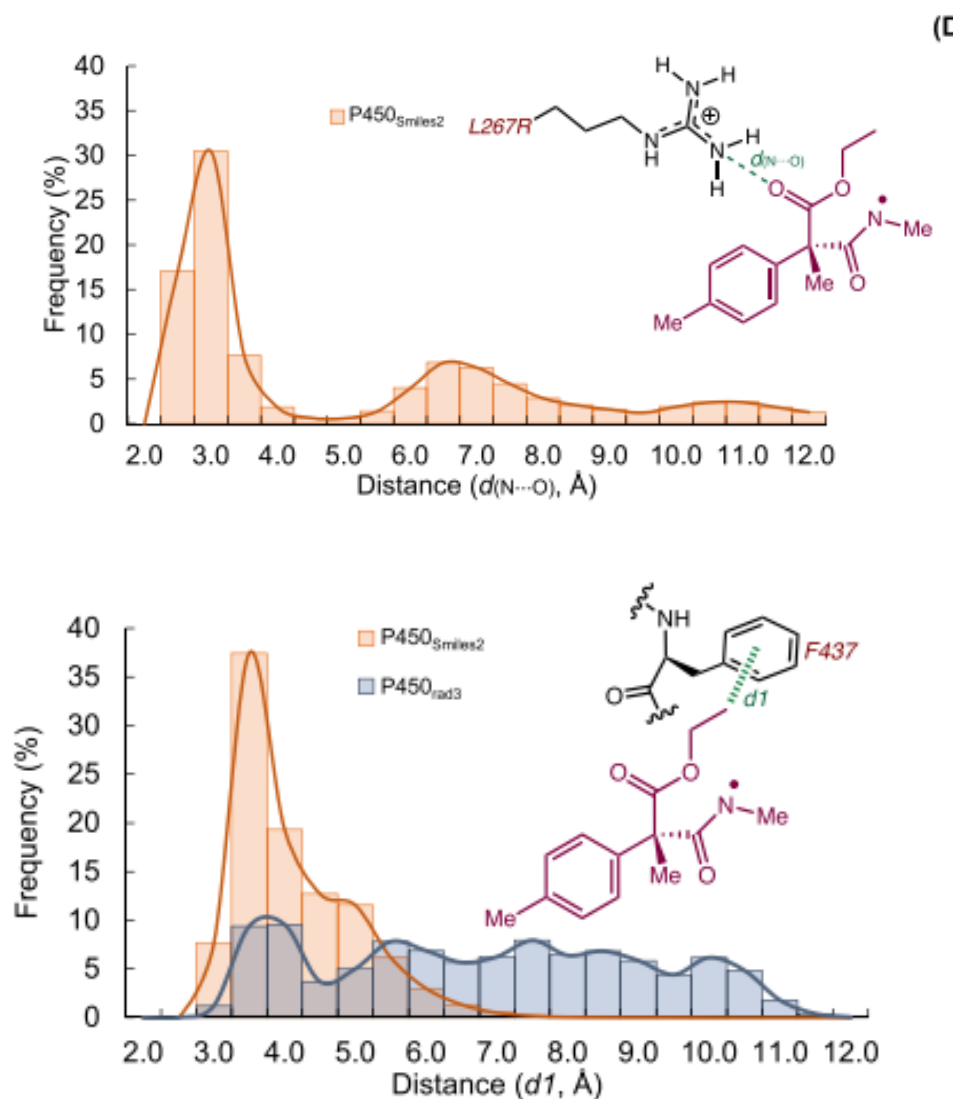 (D
40
35
30
25
20
15
10
5
0
Frequency (%)
P450Smiles2
L267R
H H
N
H
N
H
N
H
⊕
d(N···O)
O
O
N•
Me
Me
O
Me
2.0 3.0 4.0 5.0 6.0 7.0 8.0 9.0 10.0 11.0 12.0
Distance (d(N···O), Å)
40
35
30
25
20
15
10
5
0
Frequency (%)
P450Smiles2
P450rad3
NH
O
F437
d1
O
O
N•
Me
Me
O
Me
2.0 3.0 4.0 5.0 6.0 7.0 8.0 9.0 10.0 11.0 12.0
Distance (d1, Å)